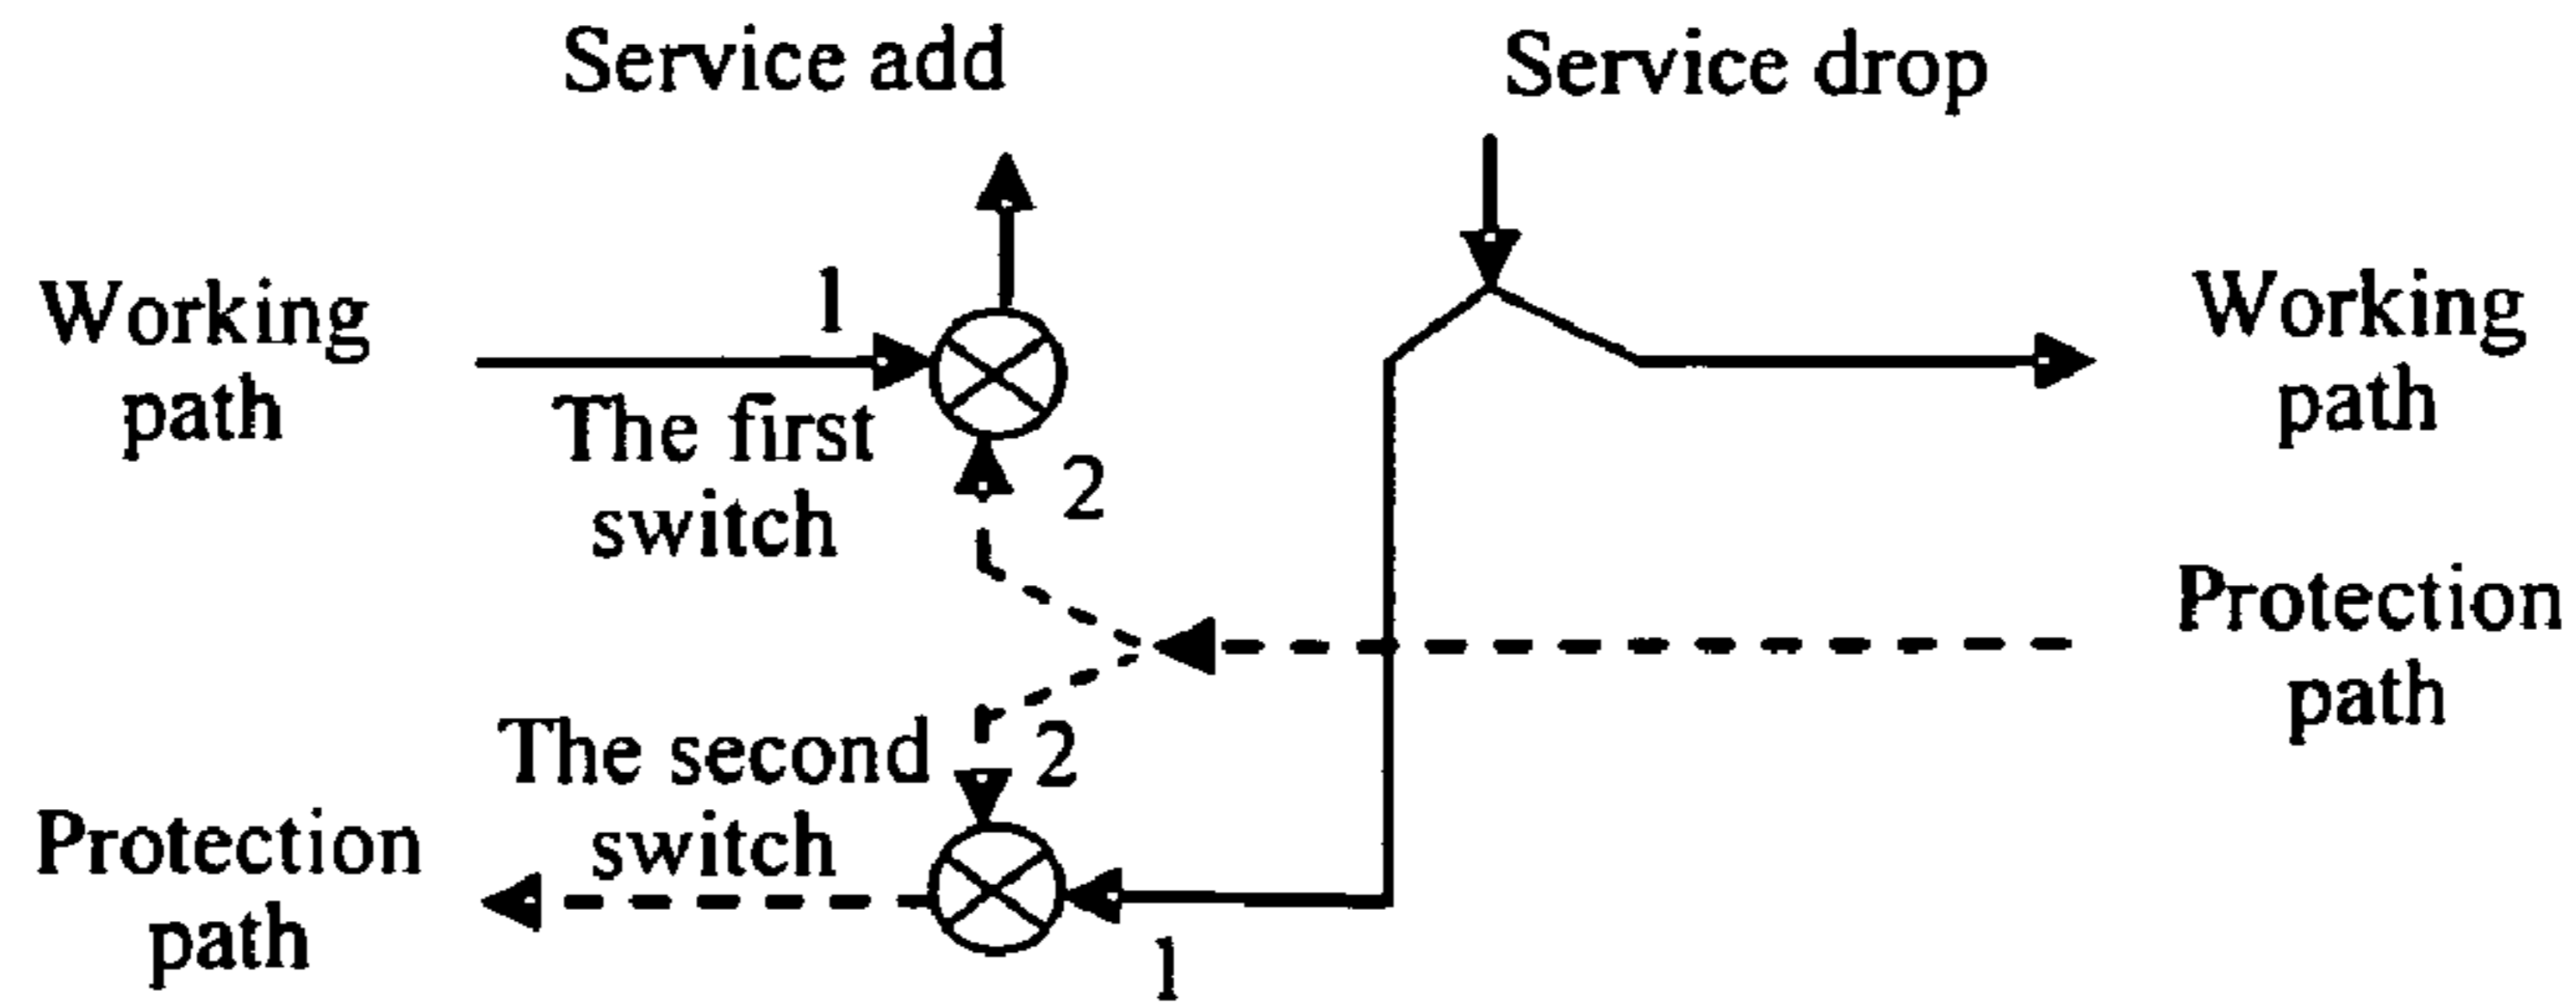 Service add
Service drop
Working
path
1
The first
switch
2
Working
path
Protection
path
The second
switch
2
Protection
path
1